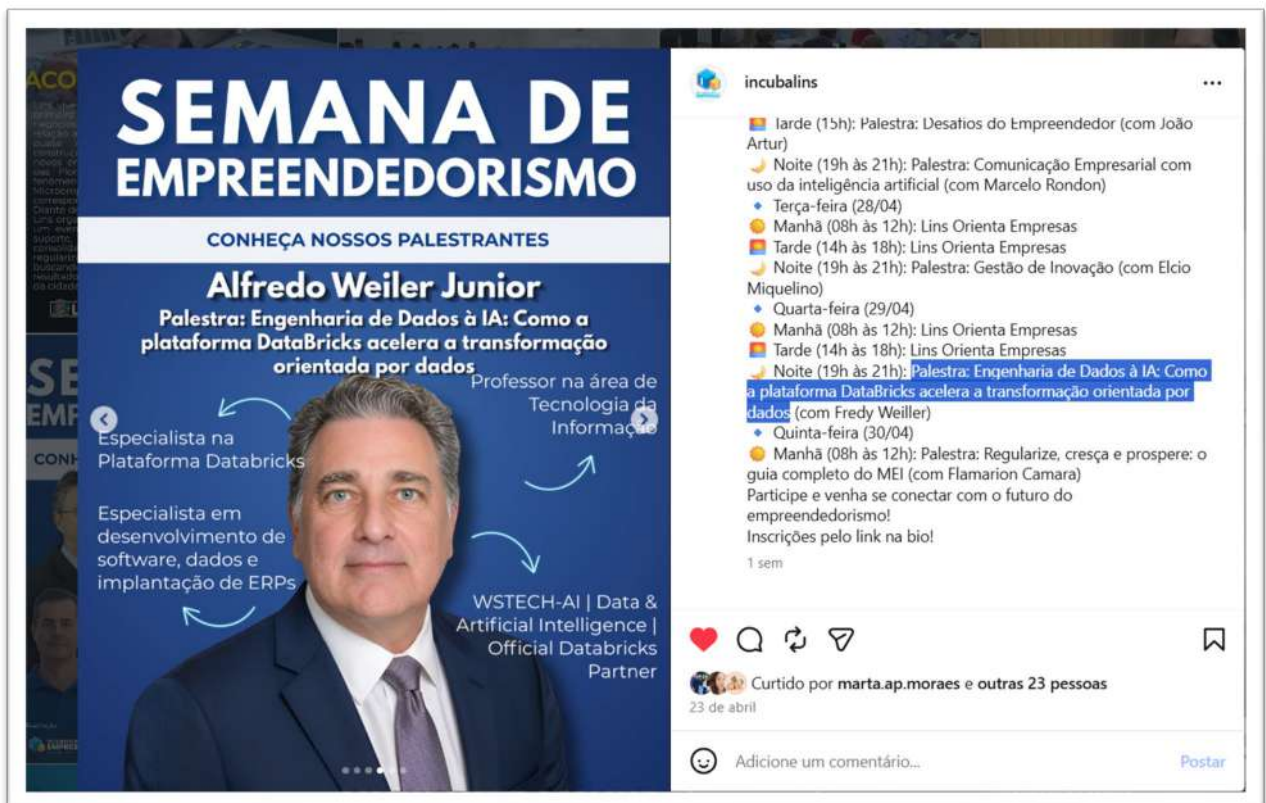 SEMANA DE
EMPREENDEDORISMO
CONHEÇA NOSSOS PALESTRANTES
Alfredo Weiler Junior
Palestra: Engenharia de Dados à IA: Como a
plataforma DataBricks acelera a transformação
orientada por dados
Professor na área de
Tecnologia da
Informação
Especialista na
Plataforma Databricks
Especialista em
desenvolvimento de
software, dados e
implantação de ERPs
WSTECH-AI | Data &
Artificial Intelligence |
Official Databricks
Partner
incubalins
Tarde (15h): Palestra: Desafios do Empreendedor (com João
Artur)
Noite (19h às 21h): Palestra: Comunicação Empresarial com
uso da inteligência artificial (com Marcelo Rondon)
Terça-feira (28/04)
Manhã (08h às 12h): Lins Orienta Empresas
Tarde (14h às 18h): Lins Orienta Empresas
Noite (19h às 21h): Palestra: Gestão de Inovação (com Elcio
Miquelino)
Quarta-feira (29/04)
Manhã (08h às 12h): Lins Orienta Empresas
Tarde (14h às 18h): Lins Orienta Empresas
Noite (19h às 21h): Palestra: Engenharia de Dados à IA: Como
a plataforma DataBricks acelera a transformação orientada por
dados (com Fredy Weiller)
Quinta-feira (30/04)
Manhã (08h às 12h): Palestra: Regularize, cresça e prospere: o
guia completo do MEI (com Flamarion Camara)
Participe e venha se conectar com o futuro do
empreendedorismo!
Inscrições pelo link na bio!
1 sem
Curtido por marta.ap.moraes e outras 23 pessoas
23 de abril
Adicione um comentário...
Postar